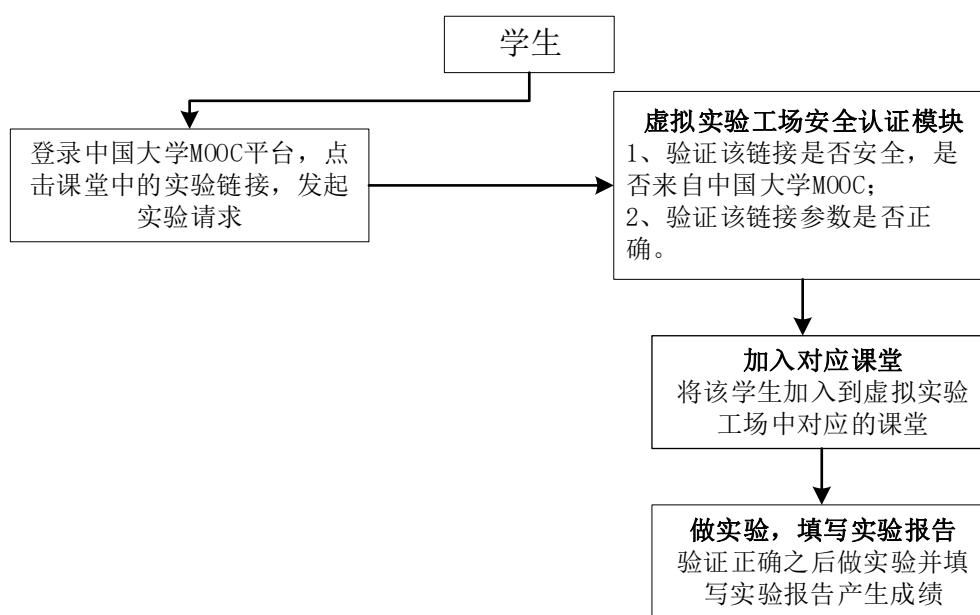 学生
登录中国大学MOOC平台，点
击课堂中的实验链接，发起
实验请求
虚拟实验工场安全认证模块
1、验证该链接是否安全，是
否来自中国大学MOOC；
2、验证该链接参数是否正
确。
加入对应课堂
将该学生加入到虚拟实验
工场中对应的课堂
做实验，填写实验报告
验证正确之后做实验并填
写实验报告产生成绩